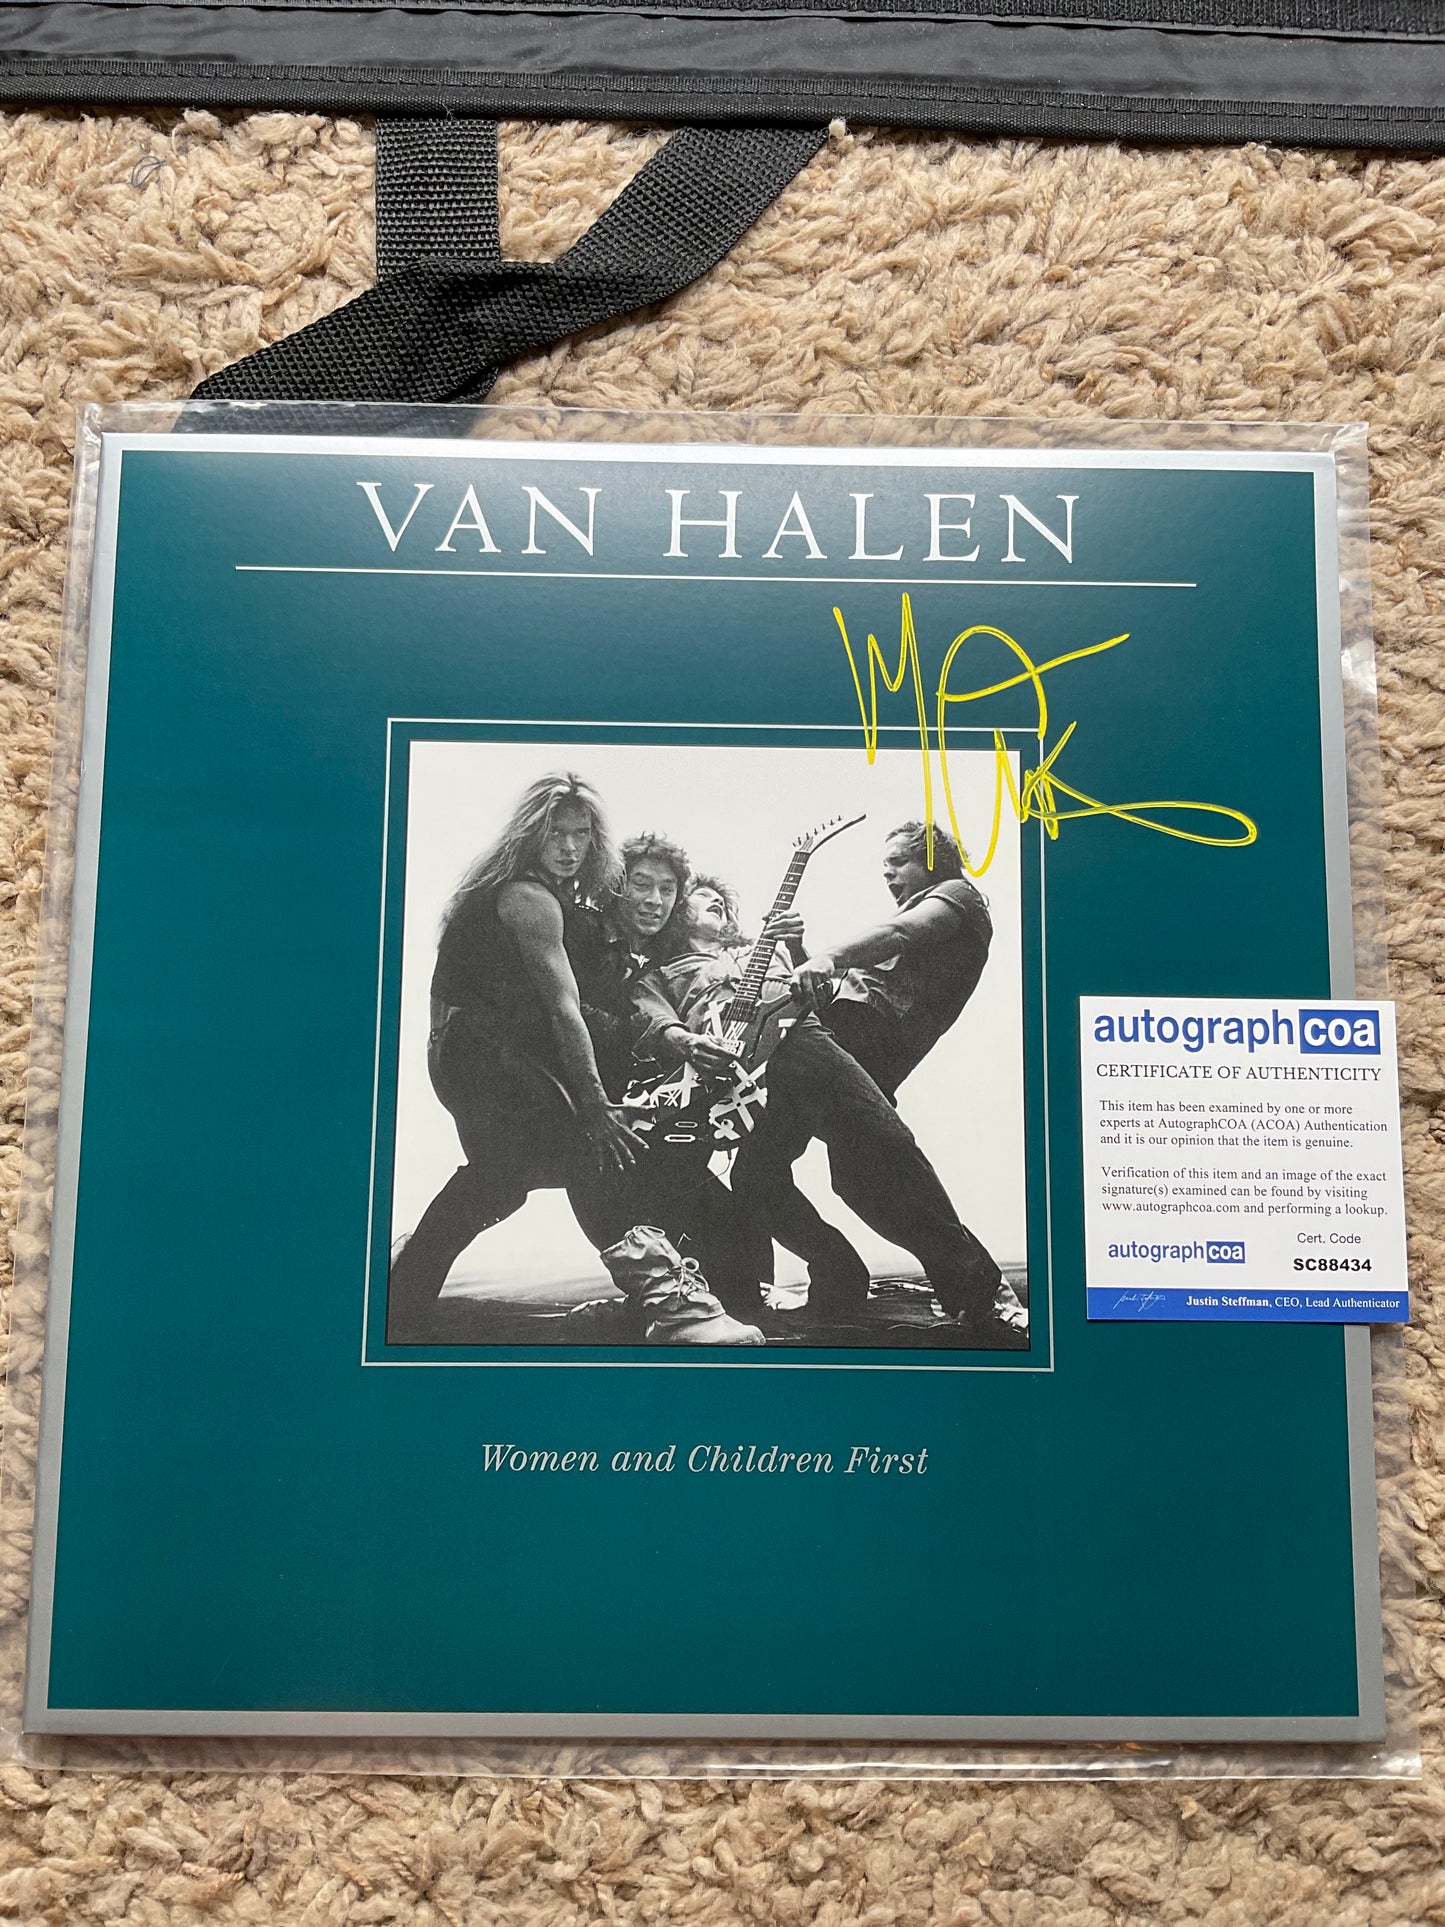 VAN HALEN
Women and Children First
autographcoa
CERTIFICATE OF AUTHENTICITY
This item has been examined by one or more
experts at AutographCOA (ACOA) Authentication
and it is our opinion that the item is genuine.
Verification of this item and an image of the exact
signature(s) examined can be found by visiting
www.autographcoa.com and performing a lookup.
Cert. Code
autographcoa
SC88434
Justin Steffman, CEO, Lead Authenticator